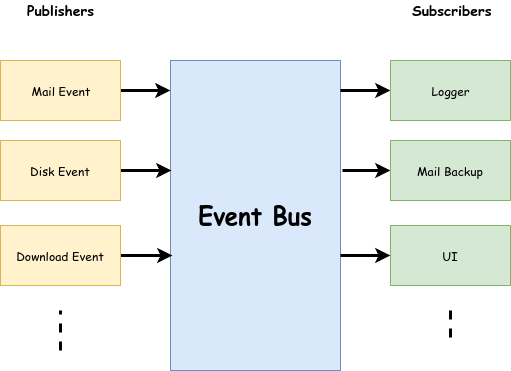 Publishers
Subscribers
Mail Event
Logger
Disk Event
Mail Backup
Event Bus
Download Event
UI